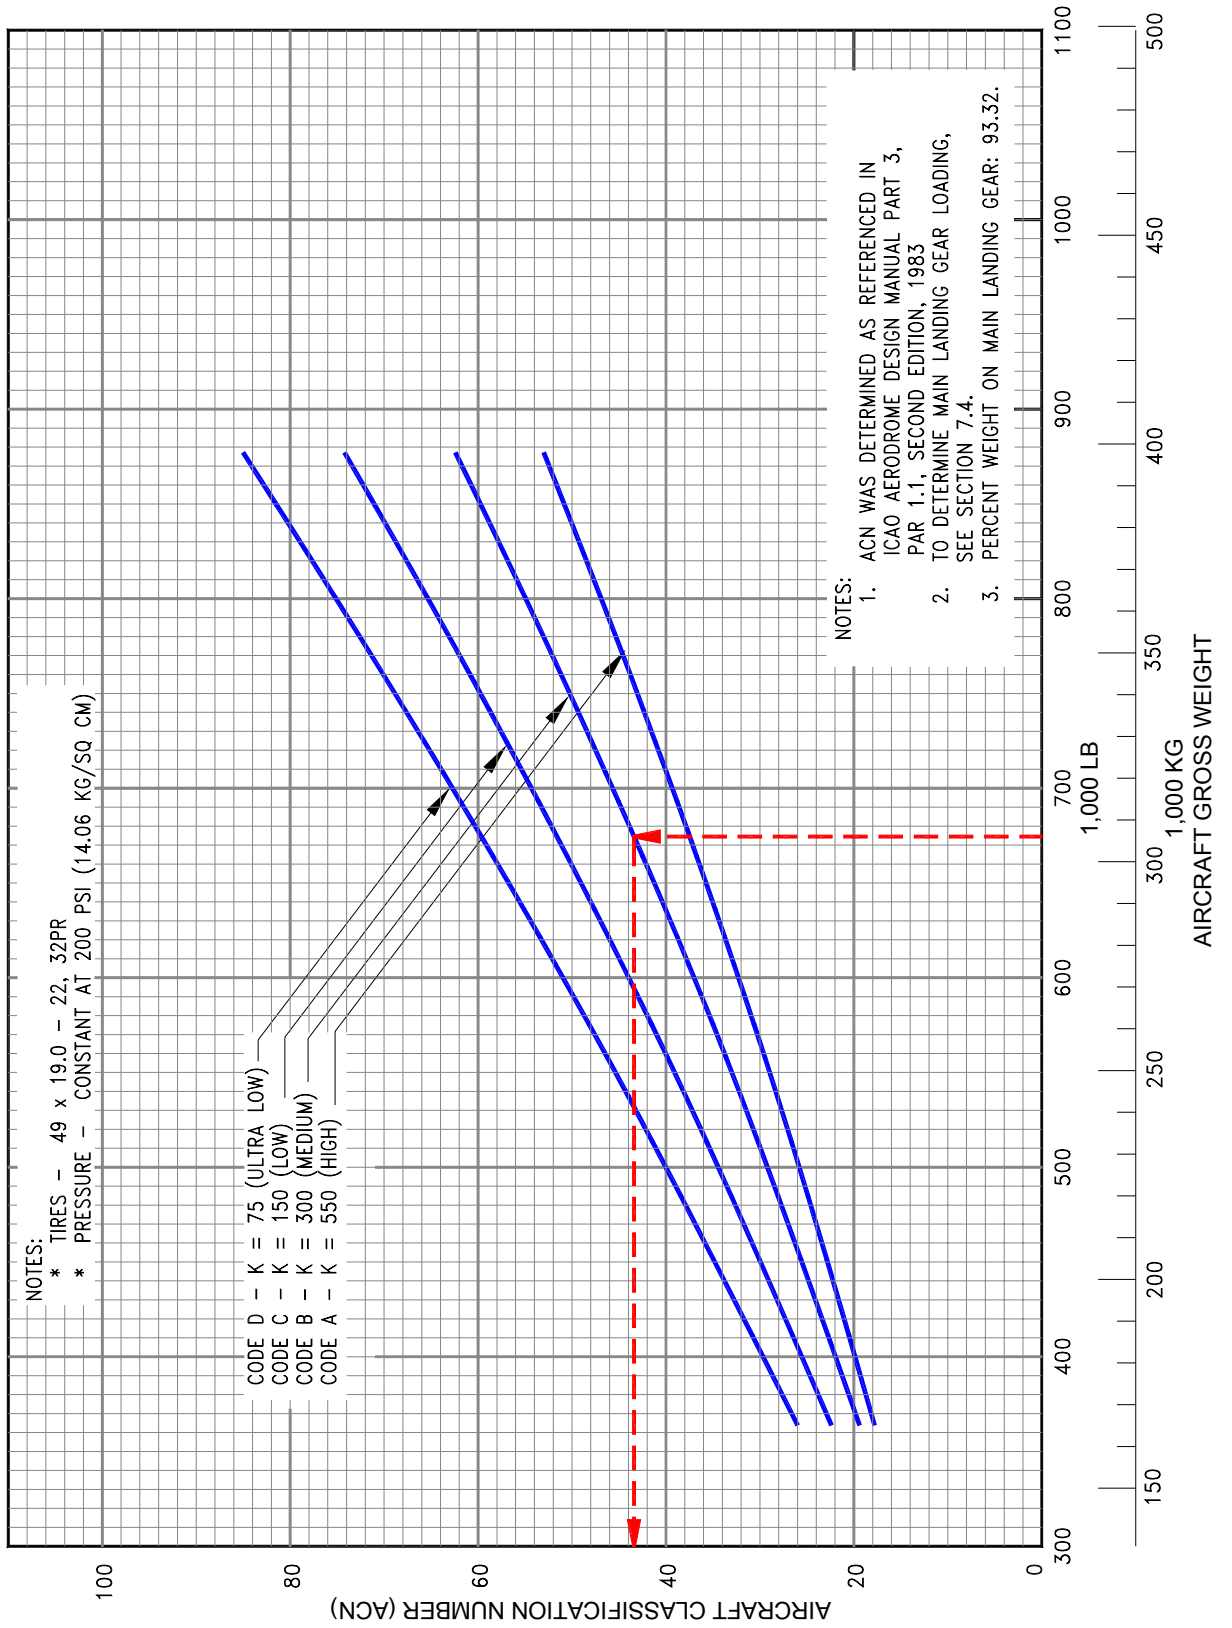 NOTES:
* TIRES - 49 x 19.0 - 22, 32PR
* PRESSURE - CONSTANT AT 200 PSI (14.06 KG/SQ CM)
CODE D - K = 75 (ULTRA LOW)
CODE C - K = 150 (LOW)
CODE B - K = 300 (MEDIUM)
CODE A - K = 550 (HIGH)
NOTES:
1. ACN WAS DETERMINED AS REFERENCED IN
ICAO AERODROME DESIGN MANUAL PART 3,
PAR 1.1, SECOND EDITION, 1983
2. TO DETERMINE MAIN LANDING GEAR LOADING,
SEE SECTION 7.4.
3. PERCENT WEIGHT ON MAIN LANDING GEAR: 93.32.
AIRCRAFT CLASSIFICATION NUMBER (ACN)
100
80
60
40
20
0
300 400 500 600 700 800 900 1000 1100
1,000 LB
150 200 250 300 350 400 450 500
1,000 KG
AIRCRAFT GROSS WEIGHT